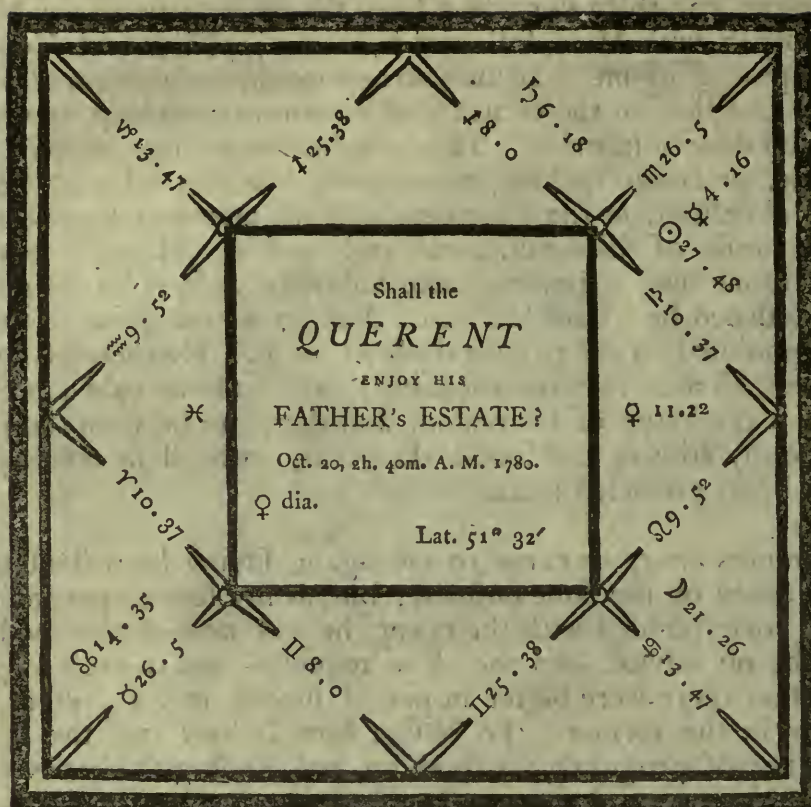 ♑13.47
♐25.38
♐8.0
♄6.18
♏26.5
☿4.16
☉27.48
♎10.37
♒9.52
Shall the
QUERENT
ENJOY HIS
FATHER's ESTATE?
Oct. 20, 2h. 40m. A. M. 1780.
♀ dia.
Lat. 51° 32′
♓
♀ 11.22
♈10.37
♌9.52
☊14.35
♉26.5
♊8.0
♊25.38
☽21.26
♋13.47